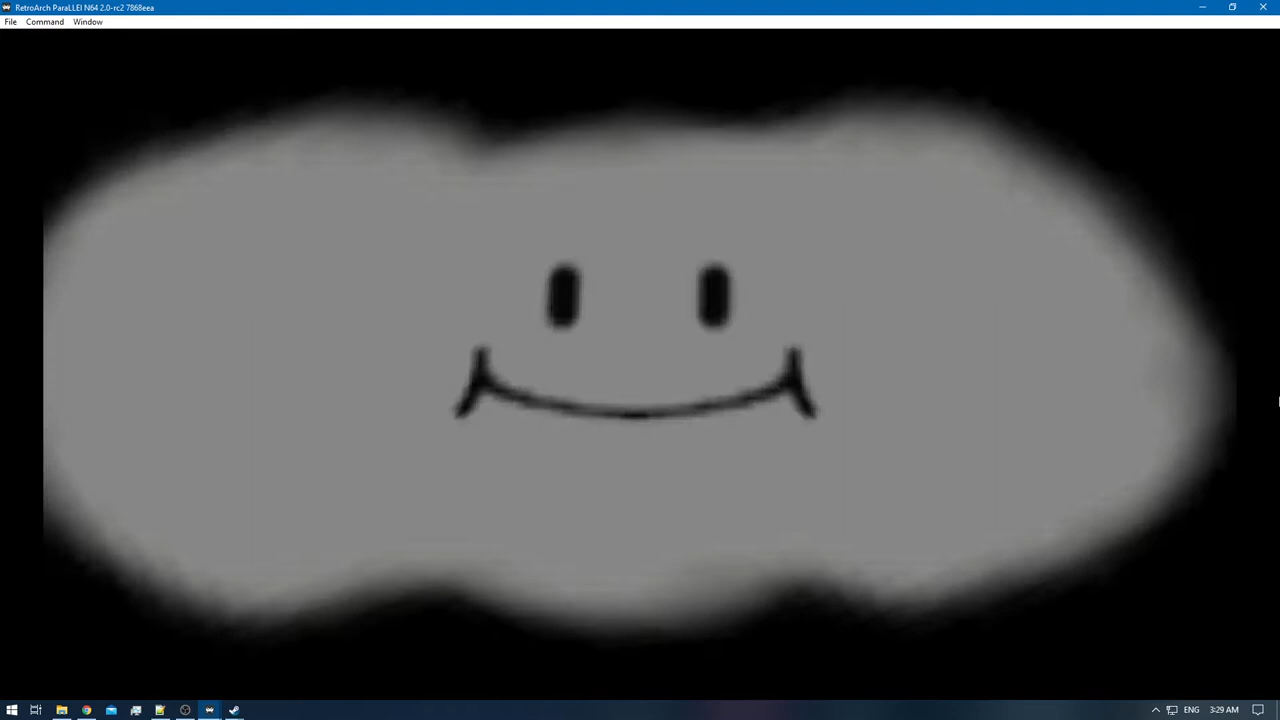 RetroArch ParaLLEl N64 2.0-rc2 7868eea
File Command Window
ENG 3:29 AM